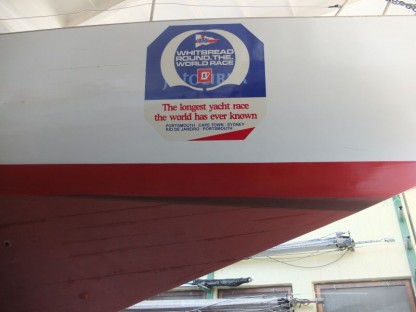 WHITBREAD
ROUND.THE.
WORLD RACE
The longest yacht race
the world has ever known
PORTSMOUTH . CAPE TOWN . SYDNEY
RIO DE JANEIRO . PORTSMOUTH